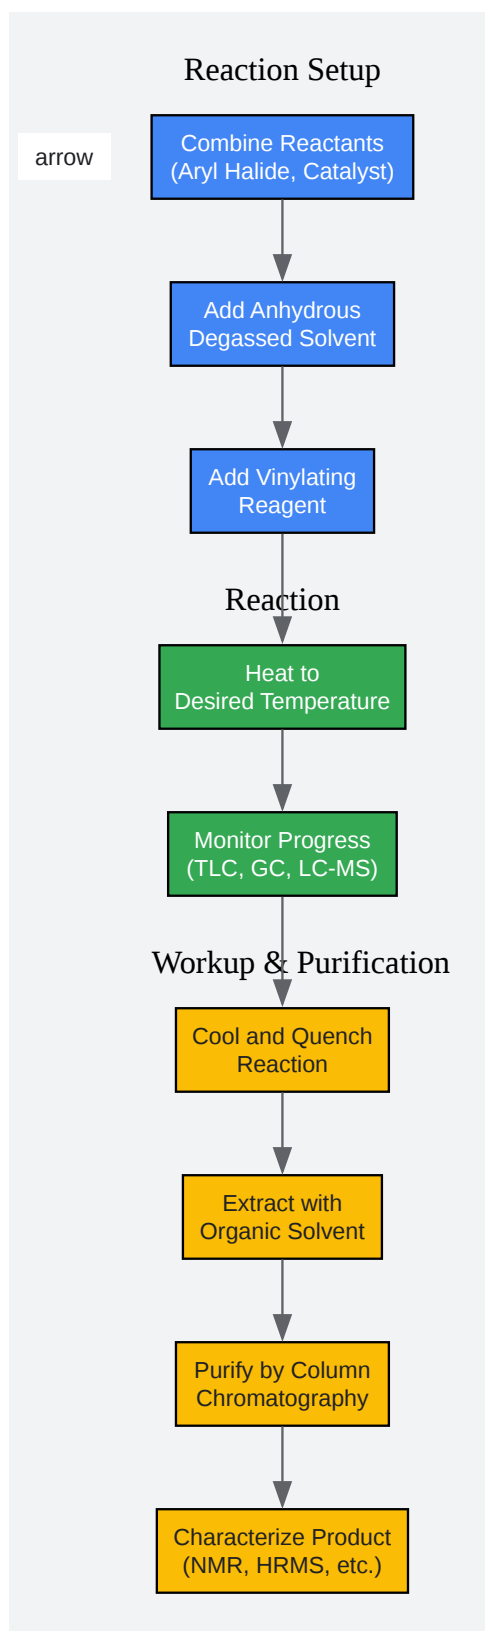 Reaction Setup
arrow
Combine Reactants
(Aryl Halide, Catalyst)
Add Anhydrous
Degassed Solvent
Add Vinylating
Reagent
Reaction
Heat to
Desired Temperature
Monitor Progress
(TLC, GC, LC-MS)
Workup & Purification
Cool and Quench
Reaction
Extract with
Organic Solvent
Purify by Column
Chromatography
Characterize Product
(NMR, HRMS, etc.)